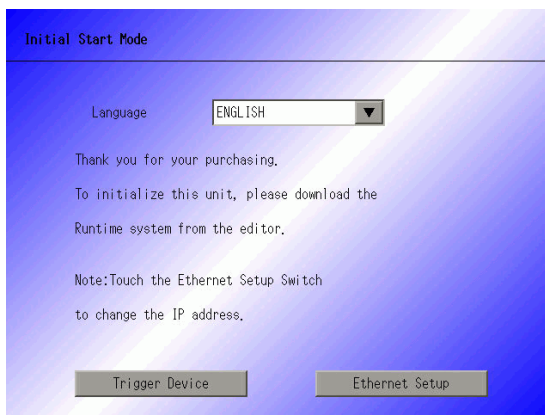 Initial Start Mode
Language ENGLISH
Thank you for your purchasing.
To initialize this unit, please download the
Runtime system from the editor.
Note:Touch the Ethernet Setup Switch
to change the IP address.
Trigger Device Ethernet Setup